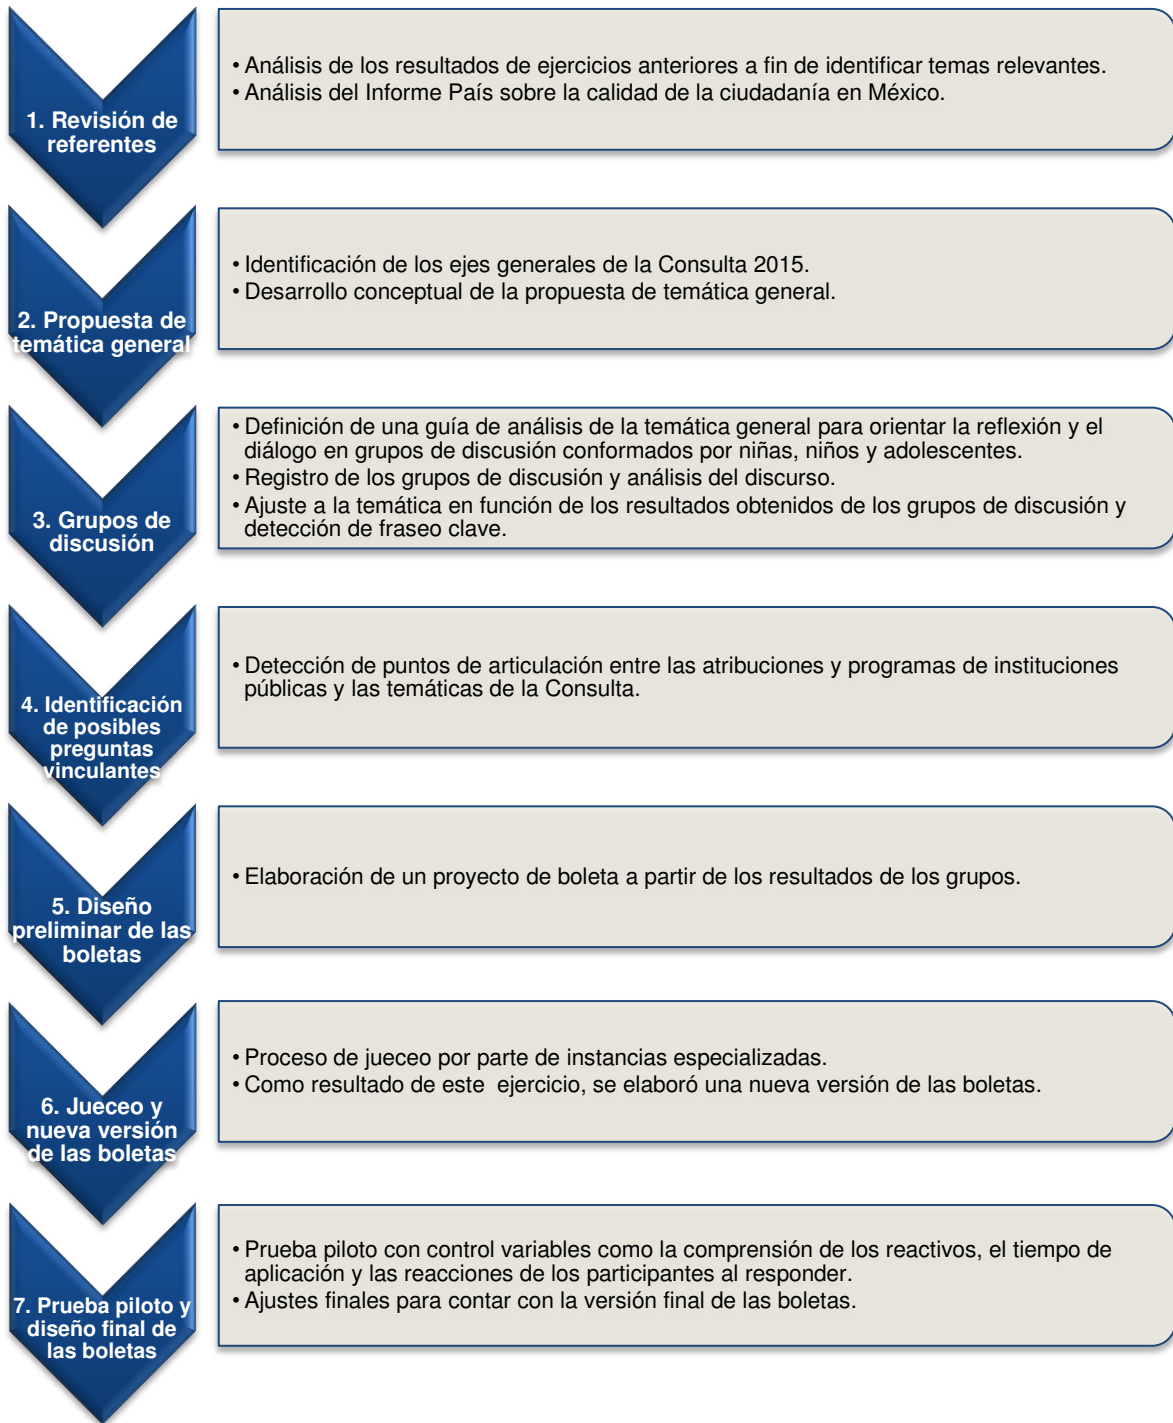 1. Revisión de
referentes
• Análisis de los resultados de ejercicios anteriores a fin de identificar temas relevantes.
• Análisis del Informe País sobre la calidad de la ciudadanía en México.
2. Propuesta de
temática general
• Identificación de los ejes generales de la Consulta 2015.
• Desarrollo conceptual de la propuesta de temática general.
3. Grupos de
discusión
• Definición de una guía de análisis de la temática general para orientar la reflexión y el
diálogo en grupos de discusión conformados por niñas, niños y adolescentes.
• Registro de los grupos de discusión y análisis del discurso.
• Ajuste a la temática en función de los resultados obtenidos de los grupos de discusión y
detección de fraseo clave.
4. Identificación
de posibles
preguntas
vinculantes
• Detección de puntos de articulación entre las atribuciones y programas de instituciones
públicas y las temáticas de la Consulta.
5. Diseño
preliminar de las
boletas
• Elaboración de un proyecto de boleta a partir de los resultados de los grupos.
6. Jueceo y
nueva versión
de las boletas
• Proceso de jueceo por parte de instancias especializadas.
• Como resultado de este ejercicio, se elaboró una nueva versión de las boletas.
7. Prueba piloto y
diseño final de
las boletas
• Prueba piloto con control variables como la comprensión de los reactivos, el tiempo de
aplicación y las reacciones de los participantes al responder.
• Ajustes finales para contar con la versión final de las boletas.